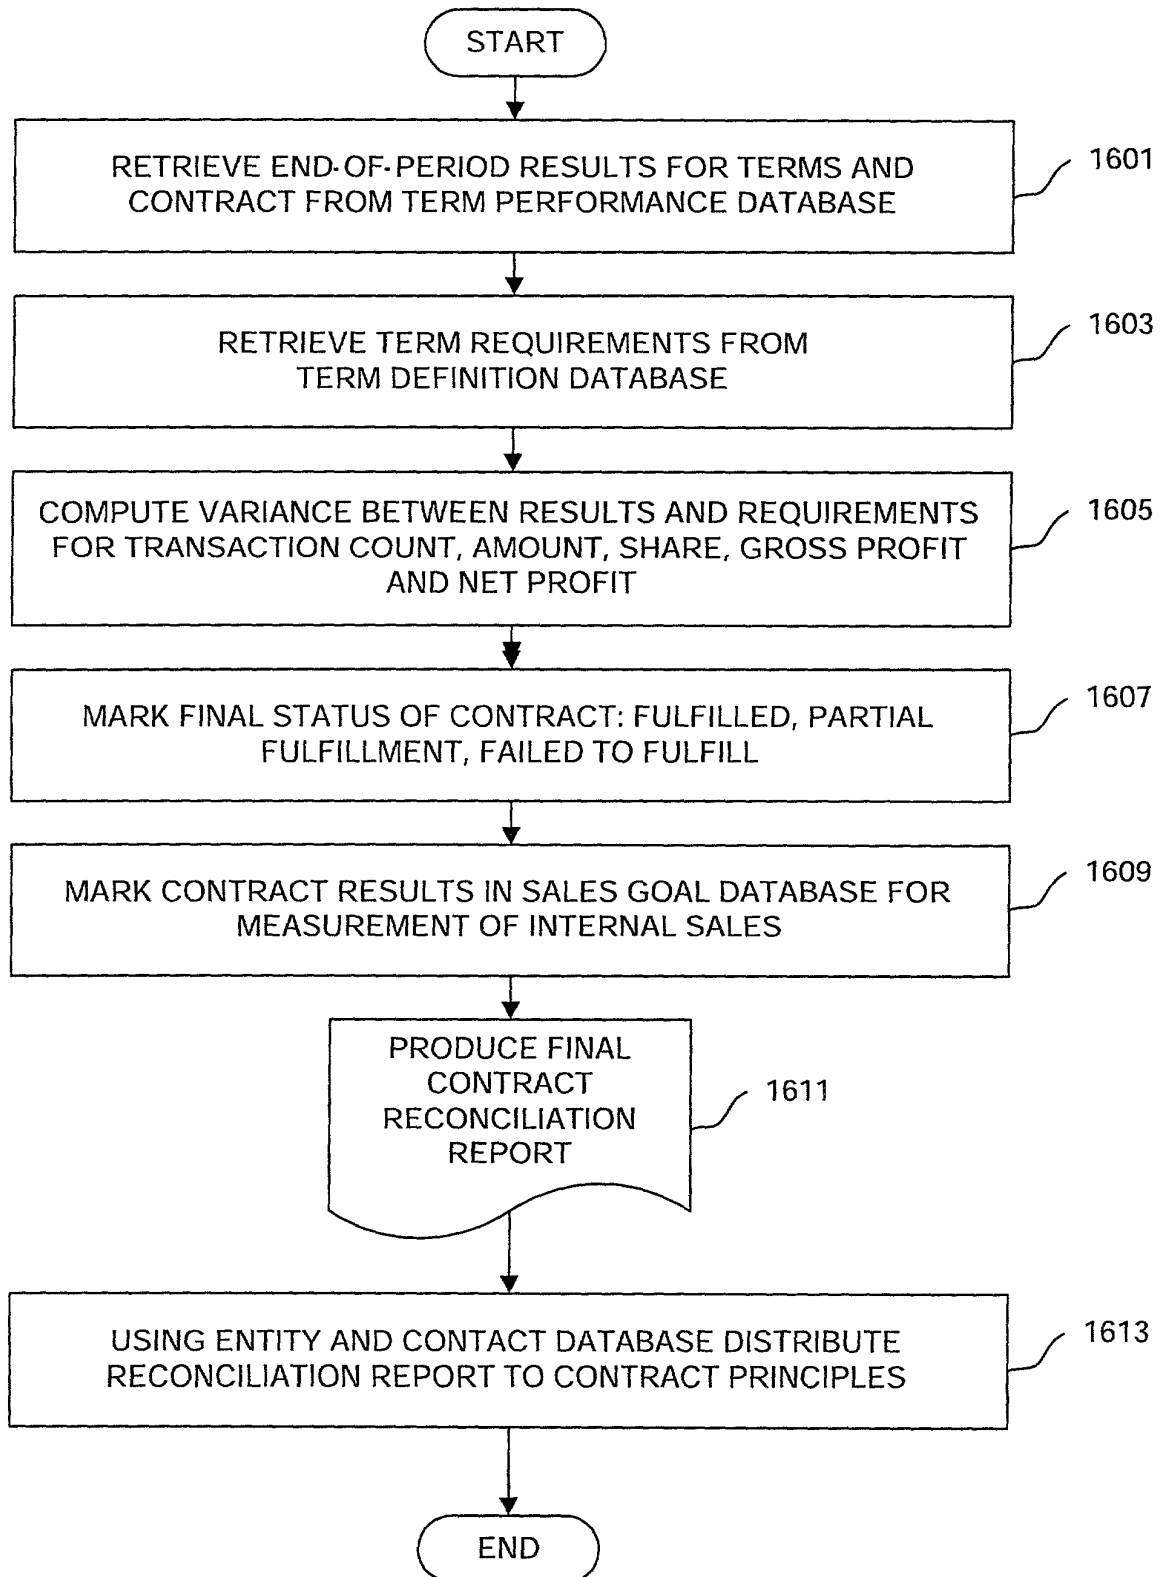 START
RETRIEVE END-OF-PERIOD RESULTS FOR TERMS AND
CONTRACT FROM TERM PERFORMANCE DATABASE
1601
RETRIEVE TERM REQUIREMENTS FROM
TERM DEFINITION DATABASE
1603
COMPUTE VARIANCE BETWEEN RESULTS AND REQUIREMENTS
FOR TRANSACTION COUNT, AMOUNT, SHARE, GROSS PROFIT
AND NET PROFIT
1605
MARK FINAL STATUS OF CONTRACT: FULFILLED, PARTIAL
FULFILLMENT, FAILED TO FULFILL
1607
MARK CONTRACT RESULTS IN SALES GOAL DATABASE FOR
MEASUREMENT OF INTERNAL SALES
1609
PRODUCE FINAL
CONTRACT
RECONCILIATION
REPORT
1611
USING ENTITY AND CONTACT DATABASE DISTRIBUTE
RECONCILIATION REPORT TO CONTRACT PRINCIPLES
1613
END